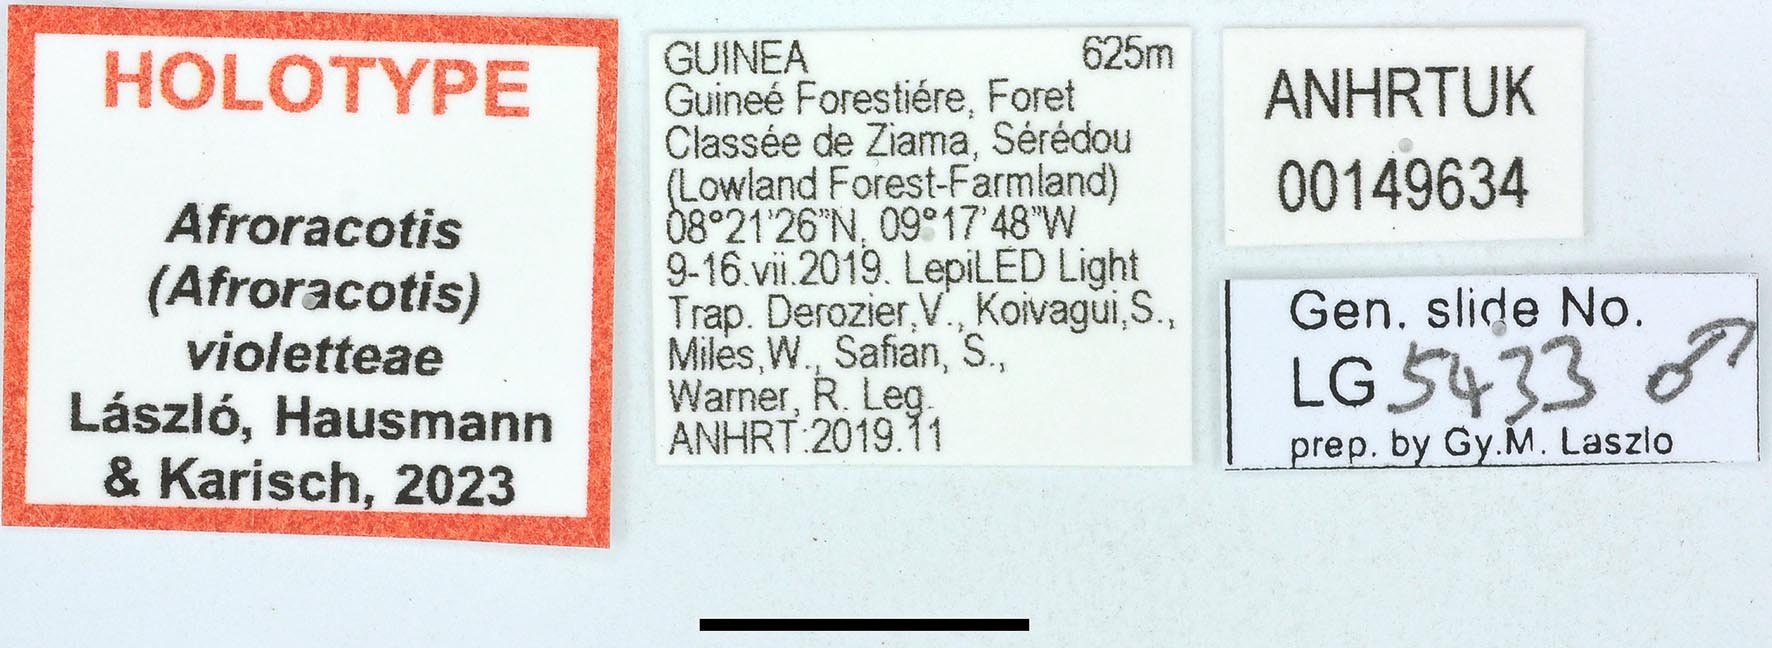 HOLOTYPE
Afroracotis
(Afroracotis)
violetteae
László, Hausmann
& Karisch, 2023
GUINEA 625m
Guineé Forestiére, Foret
Classée de Ziama, Sérédou
(Lowland Forest-Farmland)
08°21'26"N, 09°17'48"W
9-16.vii.2019. LepiLED Light
Trap. Derozier,V., Koivagui,S.,
Miles,W., Safian, S.,
Warner, R. Leg.
ANHRT:2019.11
ANHRTUK
00149634
Gen. slide No.
LG 5433 ♂
prep. by Gy.M. Laszlo